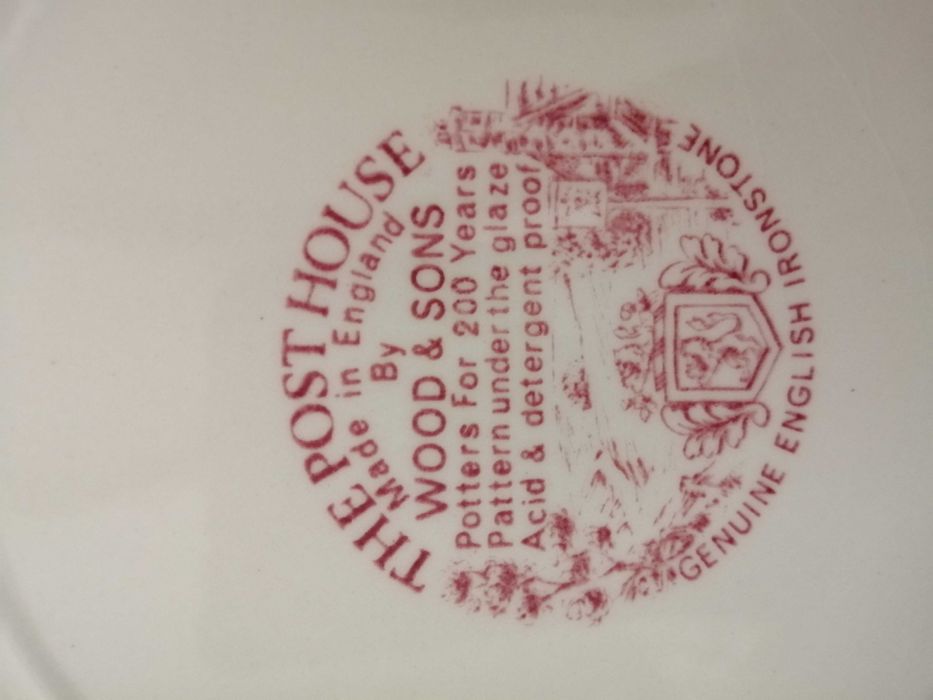 THE POST HOUSE
Made in England
By
WOOD & SONS
Potters For 200 Years
Pattern under the glaze
Acid & detergent proof
GENUINE ENGLISH IRONSTONE